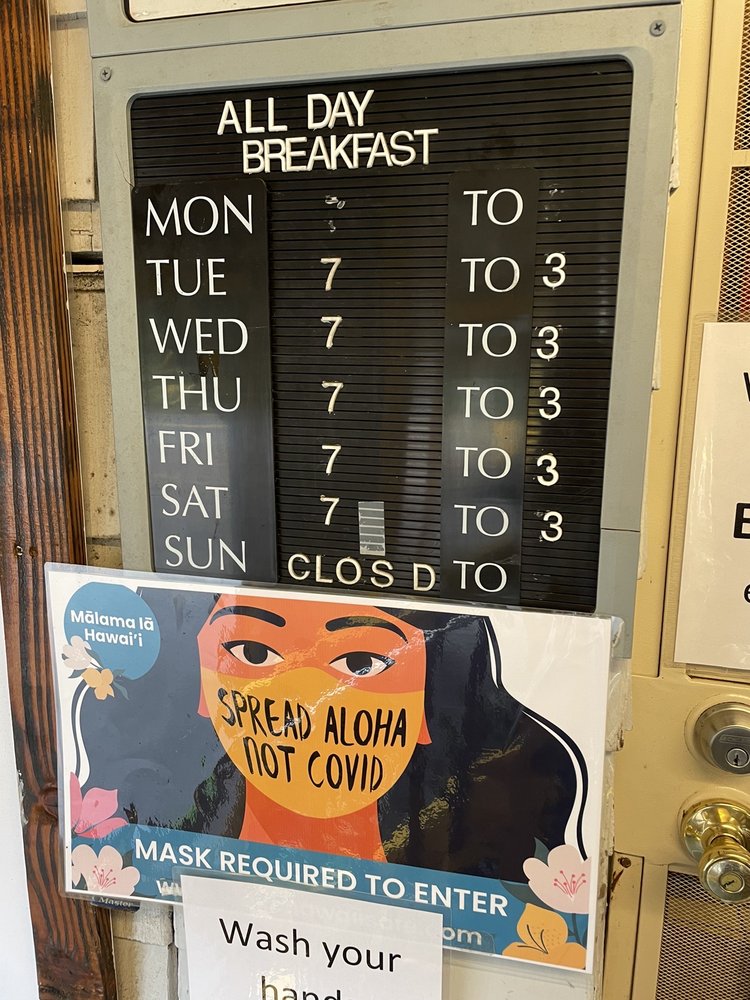 ALL DAY
BREAKFAST
MON TO
TUE 7 TO 3
WED 7 TO 3
THU 7 TO 3
FRI 7 TO 3
SAT 7 TO 3
SUN CLOS D TO
Mālama Iā
Hawai'i
SPREAD ALOHA
NOT COVID
MASK REQUIRED TO ENTER
Master
Wash your